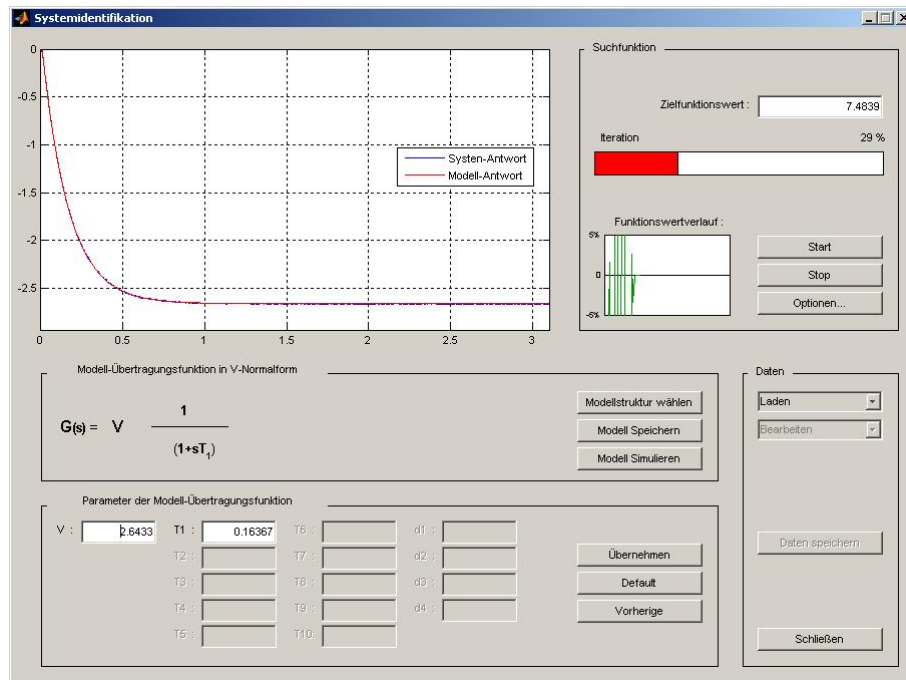 Systemidentifikation
0
-0.5
-1
-1.5
-2
-2.5
0 0.5 1 1.5 2 2.5 3
Systen-Antwort
Modell-Antwort
Suchfunktion
Zielfunktionswert : 7.4839
Iteration 29 %
Funktionswertverlauf :
5%
0
-5%
Start
Stop
Optionen...
Modell-Übertragungsfunktion in V-Normform
G(s) = V 1
(1+sT1)
Modellstruktur wählen
Modell Speichern
Modell Simulieren
Daten
Laden
Bearbeiten
Daten speichern
Schließen
Parameter der Modell-Übertragungsfunktion
V : 2.6433 T1 : 0.16367 T6 : d1 :
T2 : T7 : d2 :
T3 : T8 : d3 :
T4 : T9 : d4 :
T5 : T10:
Übernehmen
Default
Vorherige